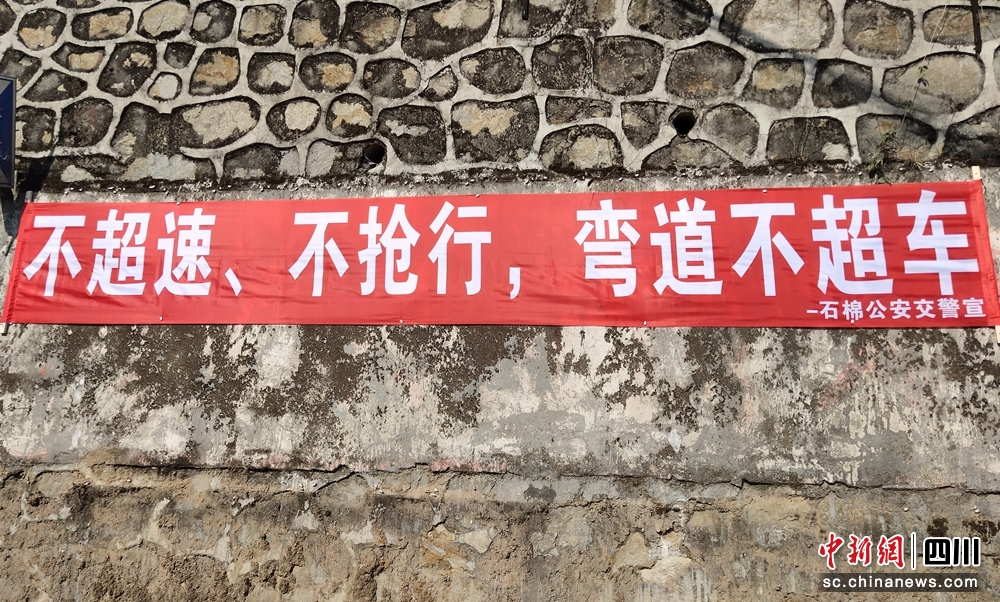 不超速、不抢行，弯道不超车
-石棉公安交警宣
中新網 四川
sc.chinanews.com